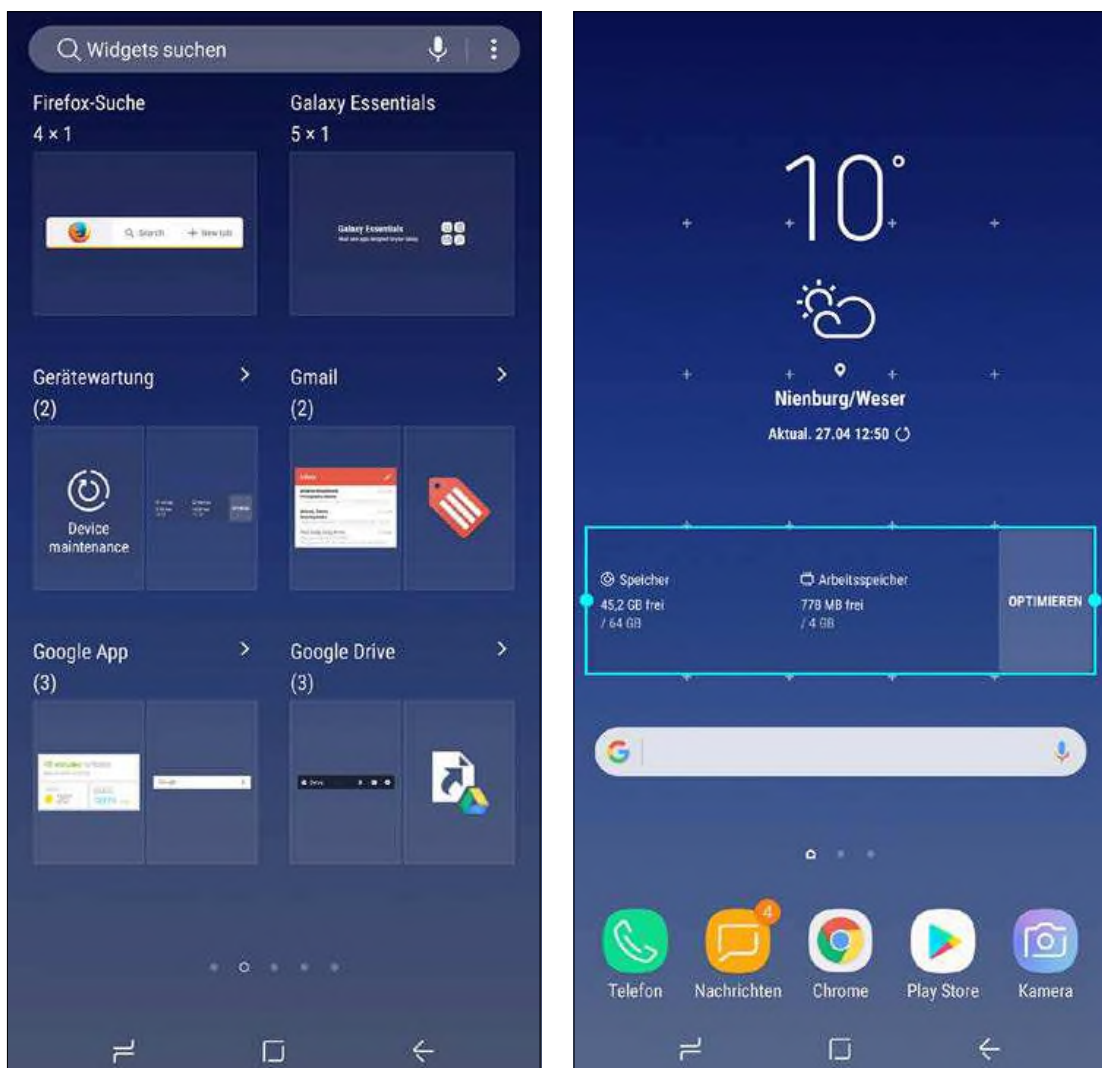 Widgets suchen
Firefox-Suche
4 × 1
Galaxy Essentials
5 × 1
Search
New tab
Galaxy Essentials
Gerätewartung
(2)
Gmail
(2)
Device
maintenance
Google App
(3)
Google Drive
(3)
10°
Nienburg/Weser
Aktual. 27.04 12:50
Speicher
45,2 GB frei
/ 64 GB
Arbeitsspeicher
778 MB frei
/ 4 GB
OPTIMIEREN
G
4
Telefon
Nachrichten
Chrome
Play Store
Kamera